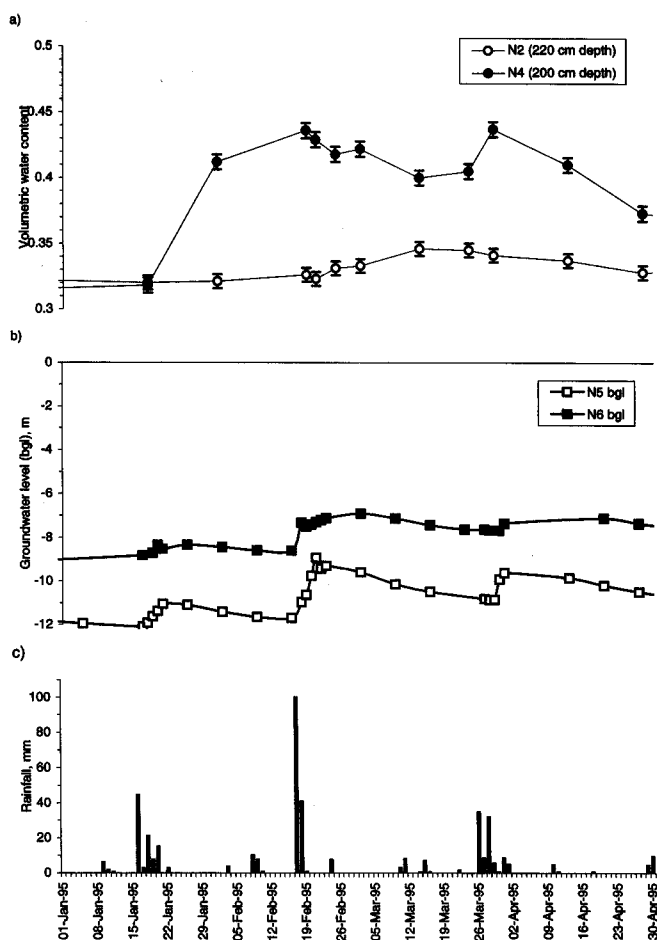 a)
0.5
N2 (220 cm depth)
N4 (200 cm depth)
0.45
0.4
0.35
0.3
Volumetric water content
b)
0
N5 bgl
N6 bgl
-2
-4
-6
-8
-10
-12
Groundwater level (bgl), m
c)
100
80
60
40
20
0
Rainfall, mm
01-Jan-95
08-Jan-95
15-Jan-95
22-Jan-95
29-Jan-95
05-Feb-95
12-Feb-95
19-Feb-95
26-Feb-95
05-Mar-95
12-Mar-95
19-Mar-95
26-Mar-95
02-Apr-95
09-Apr-95
16-Apr-95
23-Apr-95
30-Apr-95